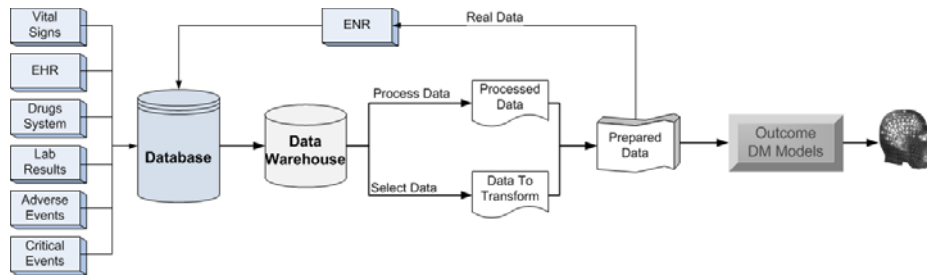 Vital
Signs
EHR
Drugs
System
Lab
Results
Adverse
Events
Critical
Events
Database
ENR
Real Data
Data
Warehouse
Process Data
Select Data
Processed
Data
Data To
Transform
Prepared
Data
Outcome
DM Models